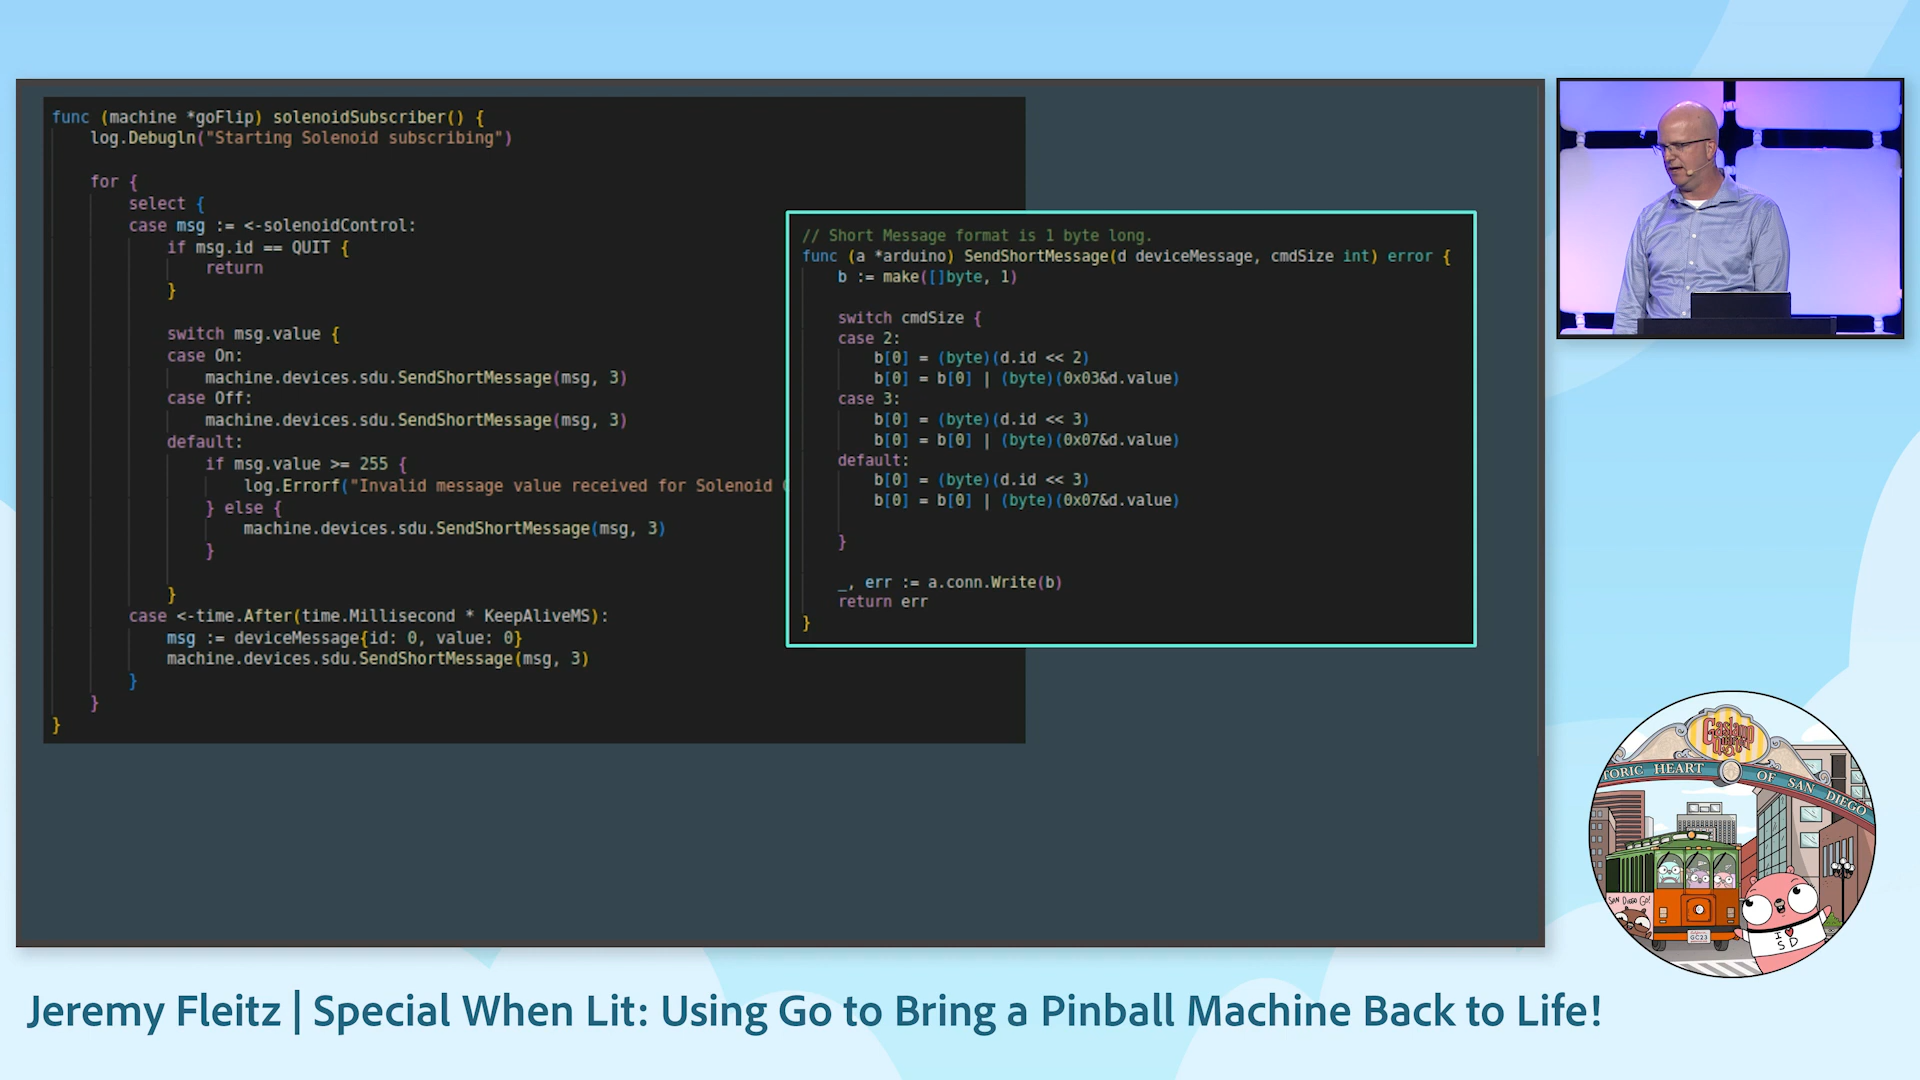 func (machine *goFlip) solenoidSubscriber() {
log.Debugln("Starting Solenoid subscribing")
for {
select {
case msg := <-solenoidControl:
if msg.id == QUIT {
return
}
switch msg.value {
case On:
machine.devices.sdu.SendShortMessage(msg, 3)
case Off:
machine.devices.sdu.SendShortMessage(msg, 3)
default:
if msg.value >= 255 {
log.Errorf("Invalid message value received for Solenoid
} else {
machine.devices.sdu.SendShortMessage(msg, 3)
}
}
case <-time.After(time.Millisecond * KeepAliveMS):
msg := deviceMessage{id: 0, value: 0}
machine.devices.sdu.SendShortMessage(msg, 3)
}
}
}
// Short Message format is 1 byte long.
func (a *arduino) SendShortMessage(d deviceMessage, cmdSize int) error {
b := make([]byte, 1)
switch cmdSize {
case 2:
b[0] = (byte)(d.id << 2)
b[0] = b[0] | (byte)(0x03&d.value)
case 3:
b[0] = (byte)(d.id << 3)
b[0] = b[0] | (byte)(0x07&d.value)
default:
b[0] = (byte)(d.id << 3)
b[0] = b[0] | (byte)(0x07&d.value)
}
_, err := a.conn.Write(b)
return err
}
Gaslamp
TORIC HEART OF SAN DIEGO
SAN DIEGO GO!
GC23
I
SD
Jeremy Fleitz | Special When Lit: Using Go to Bring a Pinball Machine Back to Life!